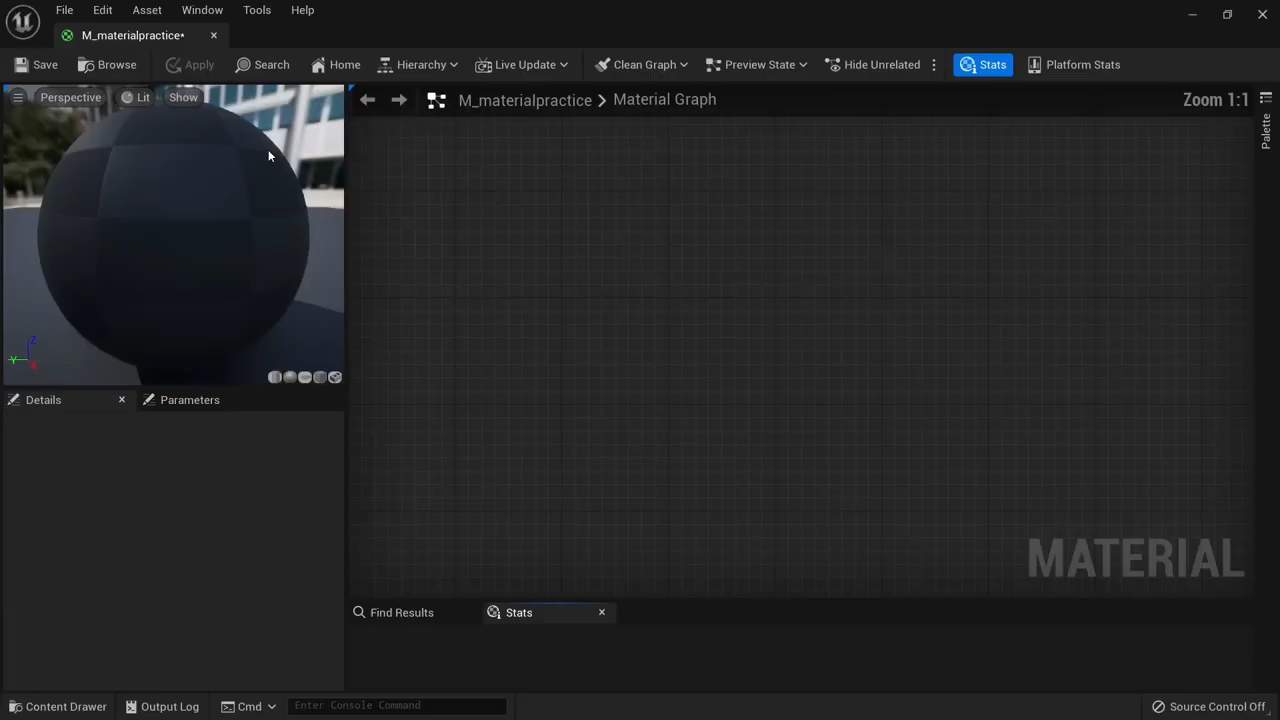 File Edit Asset Window Tools Help
M_materialpractice*
Save Browse Apply Search Home Hierarchy Live Update Clean Graph Preview State Hide Unrelated Stats Platform Stats
Perspective Lit Show
M_materialpractice Material Graph Zoom 1:1
Palette
Z
Y
X
Details Parameters
MATERIAL
Find Results Stats
Content Drawer Output Log Cmd Enter Console Command Source Control Off